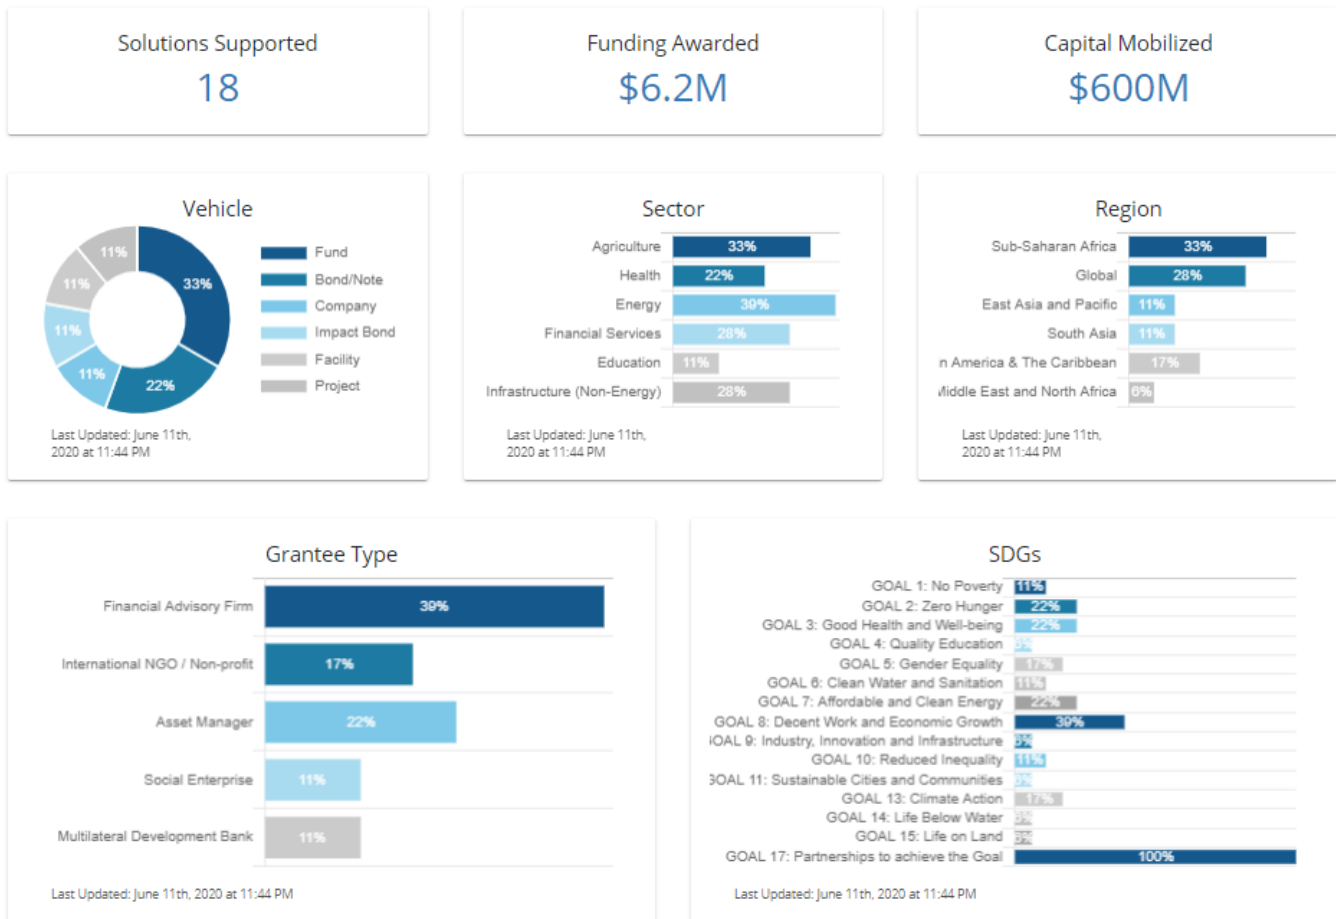 Solutions Supported
18
Funding Awarded
$6.2M
Capital Mobilized
$600M
Vehicle
11%
33%
11%
11%
11%
22%
Fund
Bond/Note
Company
Impact Bond
Facility
Project
Last Updated: June 11th,
2020 at 11:44 PM
Sector
Agriculture 33%
Health 22%
Energy 39%
Financial Services 28%
Education 11%
Infrastructure (Non-Energy) 28%
Last Updated: June 11th,
2020 at 11:44 PM
Region
Sub-Saharan Africa 33%
Global 28%
East Asia and Pacific 11%
South Asia 11%
n America & The Caribbean 17%
Middle East and North Africa 6%
Last Updated: June 11th,
2020 at 11:44 PM
Grantee Type
Financial Advisory Firm 39%
International NGO / Non-profit 17%
Asset Manager 22%
Social Enterprise 11%
Multilateral Development Bank 11%
Last Updated: June 11th, 2020 at 11:44 PM
SDGs
GOAL 1: No Poverty 11%
GOAL 2: Zero Hunger 22%
GOAL 3: Good Health and Well-being 22%
GOAL 4: Quality Education
GOAL 5: Gender Equality 17%
GOAL 6: Clean Water and Sanitation 11%
GOAL 7: Affordable and Clean Energy 22%
GOAL 8: Decent Work and Economic Growth 39%
OAL 9: Industry, Innovation and Infrastructure
GOAL 10: Reduced Inequality 11%
GOAL 11: Sustainable Cities and Communities
GOAL 13: Climate Action 17%
GOAL 14: Life Below Water
GOAL 15: Life on Land
GOAL 17: Partnerships to achieve the Goal 100%
Last Updated: June 11th, 2020 at 11:44 PM